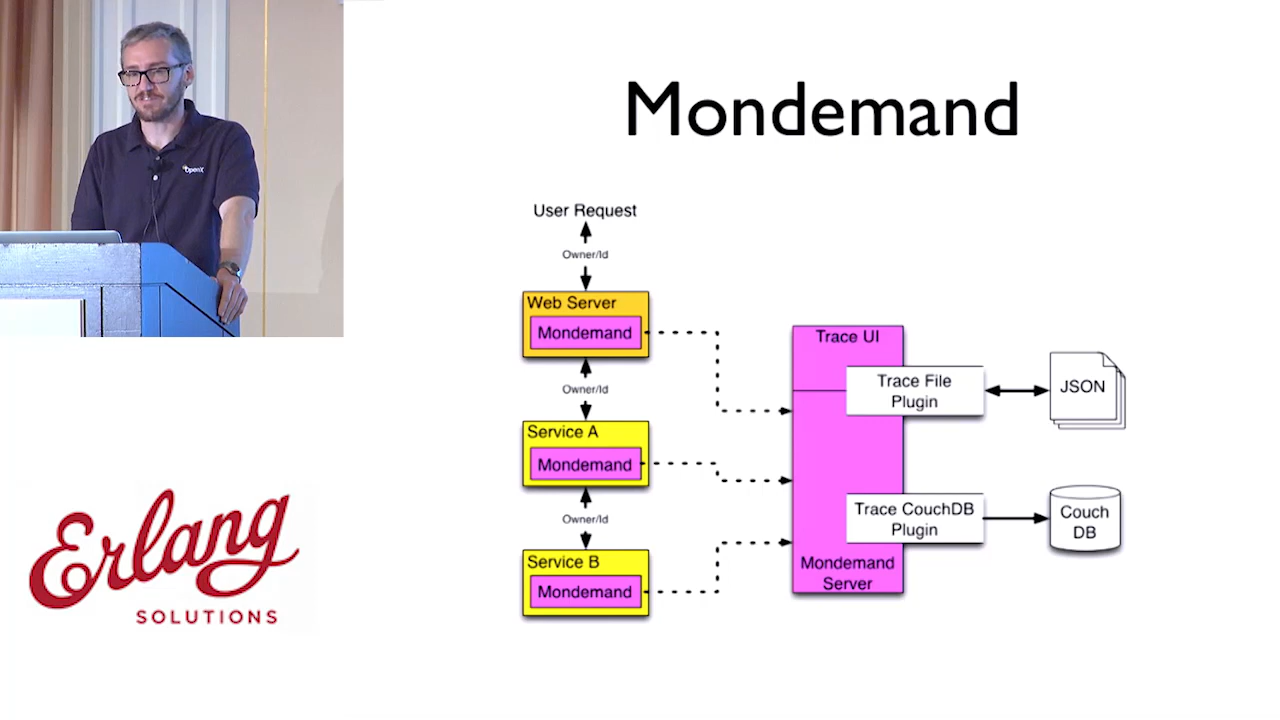 OpenX
Mondemand
User Request
Owner/Id
Web Server
Mondemand
Owner/Id
Service A
Mondemand
Owner/Id
Service B
Mondemand
Trace UI
Trace File
Plugin
JSON
Trace CouchDB
Plugin
Couch
DB
Mondemand
Server
Erlang
SOLUTIONS